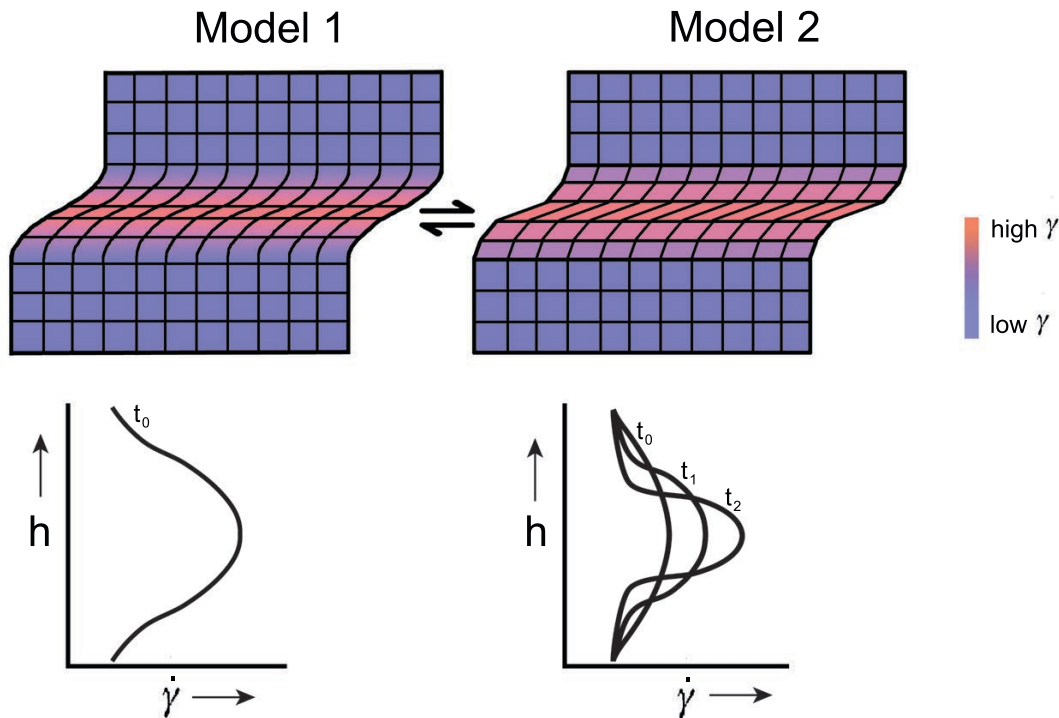 Model 1
Model 2
high γ
low γ̇
t₀
h
γ̇
t₀
t₁
t₂
h
γ̇